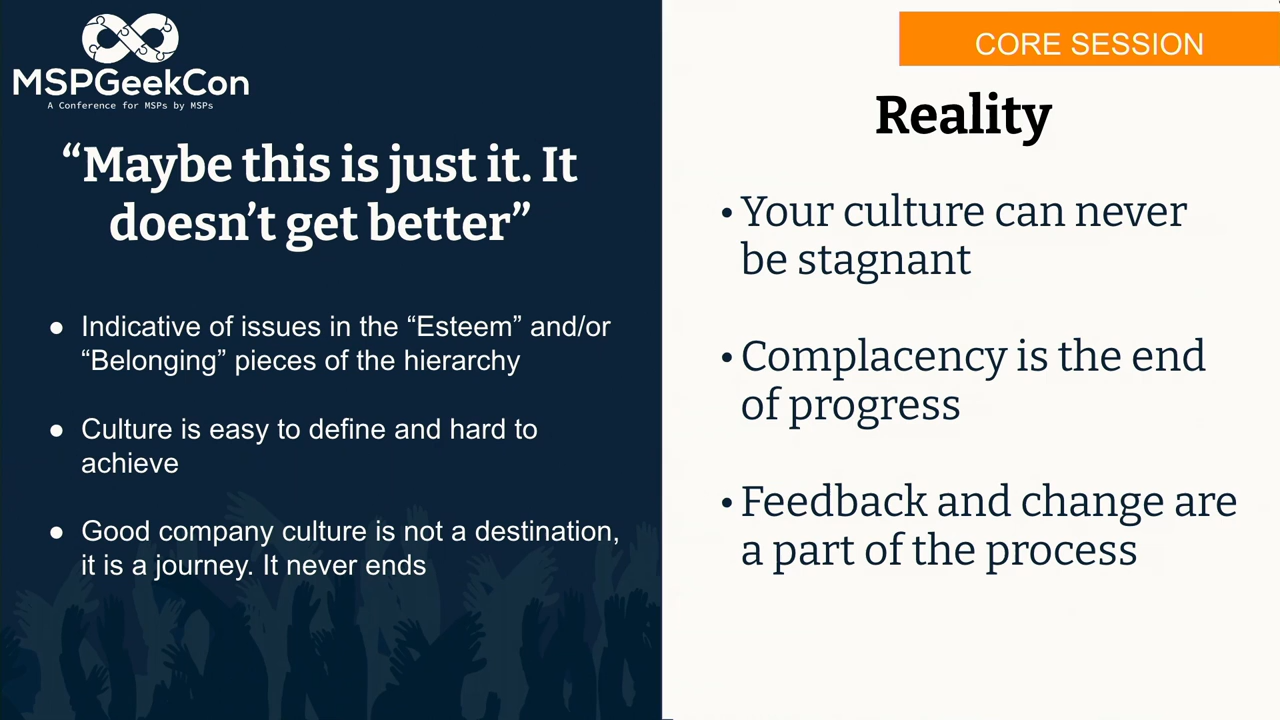 MSPGeekCon
A Conference for MSPs by MSPs
“Maybe this is just it. It
doesn’t get better”
● Indicative of issues in the “Esteem” and/or
“Belonging” pieces of the hierarchy
● Culture is easy to define and hard to
achieve
● Good company culture is not a destination,
it is a journey. It never ends
CORE SESSION
Reality
• Your culture can never
be stagnant
• Complacency is the end
of progress
• Feedback and change are
a part of the process